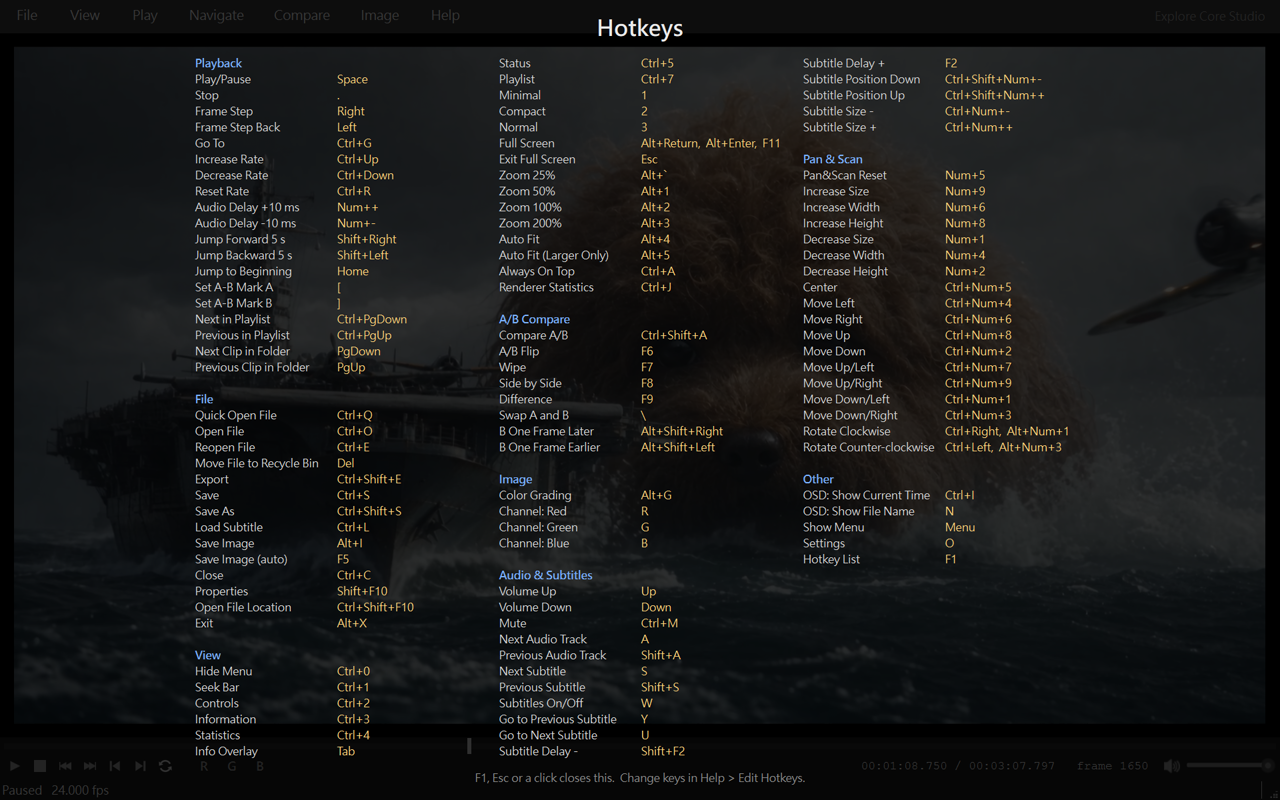 File View Play Navigate Compare Image Help
Explore Core Studio
Hotkeys
Playback
Play/Pause Space
Stop .
Frame Step Right
Frame Step Back Left
Go To Ctrl+G
Increase Rate Ctrl+Up
Decrease Rate Ctrl+Down
Reset Rate Ctrl+R
Audio Delay +10 ms Num++
Audio Delay -10 ms Num+-
Jump Forward 5 s Shift+Right
Jump Backward 5 s Shift+Left
Jump to Beginning Home
Set A-B Mark A [
Set A-B Mark B ]
Next in Playlist Ctrl+PgDown
Previous in Playlist Ctrl+PgUp
Next Clip in Folder PgDown
Previous Clip in Folder PgUp
File
Quick Open File Ctrl+Q
Open File Ctrl+O
Reopen File Ctrl+E
Move File to Recycle Bin Del
Export Ctrl+Shift+E
Save Ctrl+S
Save As Ctrl+Shift+S
Load Subtitle Ctrl+L
Save Image Alt+I
Save Image (auto) F5
Close Ctrl+C
Properties Shift+F10
Open File Location Ctrl+Shift+F10
Exit Alt+X
View
Hide Menu Ctrl+0
Seek Bar Ctrl+1
Controls Ctrl+2
Information Ctrl+3
Statistics Ctrl+4
Info Overlay Tab
Status Ctrl+5
Playlist Ctrl+7
Minimal 1
Compact 2
Normal 3
Full Screen Alt+Return, Alt+Enter, F11
Exit Full Screen Esc
Zoom 25% Alt+`
Zoom 50% Alt+1
Zoom 100% Alt+2
Zoom 200% Alt+3
Auto Fit Alt+4
Auto Fit (Larger Only) Alt+5
Always On Top Ctrl+A
Renderer Statistics Ctrl+J
A/B Compare
Compare A/B Ctrl+Shift+A
A/B Flip F6
Wipe F7
Side by Side F8
Difference F9
Swap A and B \
B One Frame Later Alt+Shift+Right
B One Frame Earlier Alt+Shift+Left
Image
Color Grading Alt+G
Channel: Red R
Channel: Green G
Channel: Blue B
Audio & Subtitles
Volume Up Up
Volume Down Down
Mute Ctrl+M
Next Audio Track A
Previous Audio Track Shift+A
Next Subtitle S
Previous Subtitle Shift+S
Subtitles On/Off W
Go to Previous Subtitle Y
Go to Next Subtitle U
Subtitle Delay - Shift+F2
Subtitle Delay + F2
Subtitle Position Down Ctrl+Shift+Num+-
Subtitle Position Up Ctrl+Shift+Num++
Subtitle Size - Ctrl+Num+-
Subtitle Size + Ctrl+Num++
Pan & Scan
Pan&Scan Reset Num+5
Increase Size Num+9
Increase Width Num+6
Increase Height Num+8
Decrease Size Num+1
Decrease Width Num+4
Decrease Height Num+2
Center Ctrl+Num+5
Move Left Ctrl+Num+4
Move Right Ctrl+Num+6
Move Up Ctrl+Num+8
Move Down Ctrl+Num+2
Move Up/Left Ctrl+Num+7
Move Up/Right Ctrl+Num+9
Move Down/Left Ctrl+Num+1
Move Down/Right Ctrl+Num+3
Rotate Clockwise Ctrl+Right, Alt+Num+1
Rotate Counter-clockwise Ctrl+Left, Alt+Num+3
Other
OSD: Show Current Time Ctrl+I
OSD: Show File Name N
Show Menu Menu
Settings O
Hotkey List F1
R G B
00:01:08.750 / 00:03:07.797 frame 1650
F1, Esc or a click closes this. Change keys in Help > Edit Hotkeys.
Paused 24.000 fps